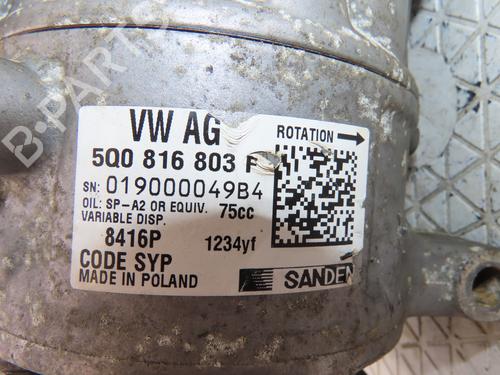 B-PARTS
VW AG
ROTATION
5Q0 816 803 F
SN: 019000049B4
OIL: SP-A2 OR EQUIV. 75cc
VARIABLE DISP.
8416P 1234yf
CODE SYP
MADE IN POLAND
SANDEN